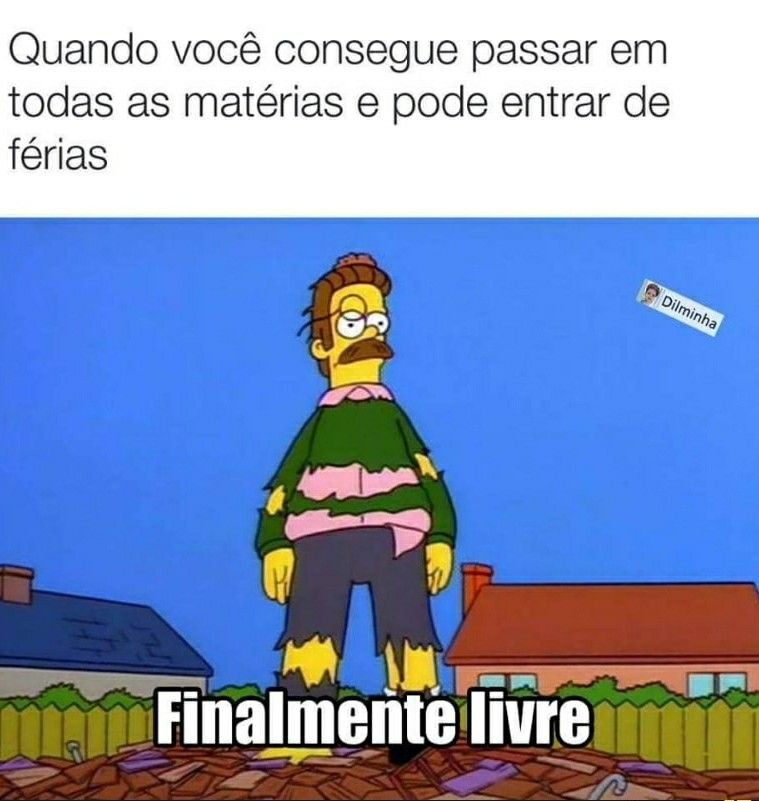 Quando você consegue passar em
todas as matérias e pode entrar de
férias
Dilminha
Finalmente livre